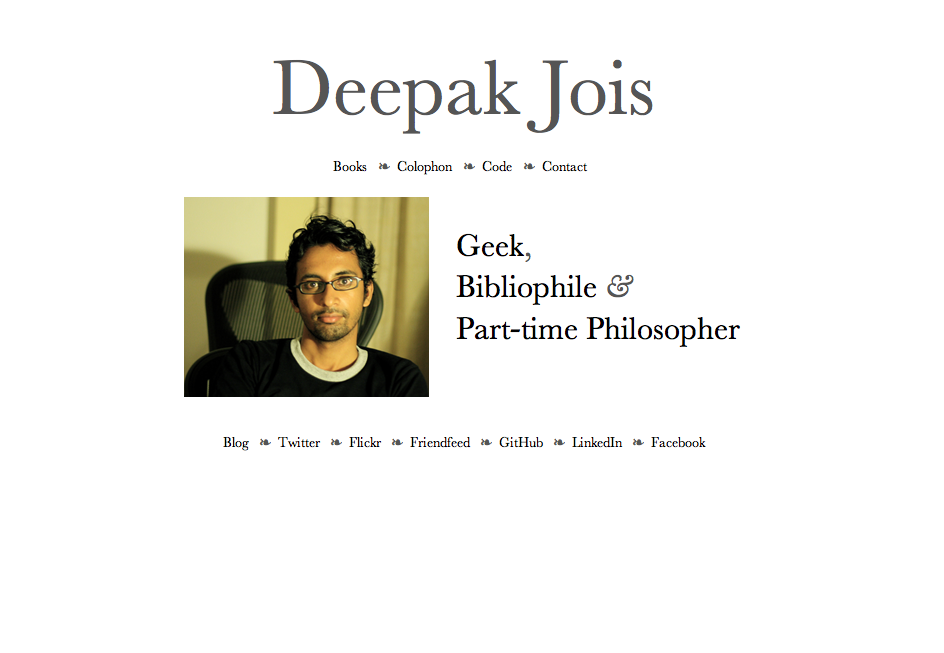 Deepak Jois
Books ❧ Colophon ❧ Code ❧ Contact
Geek,
Bibliophile &
Part-time Philosopher
Blog ❧ Twitter ❧ Flickr ❧ Friendfeed ❧ GitHub ❧ LinkedIn ❧ Facebook